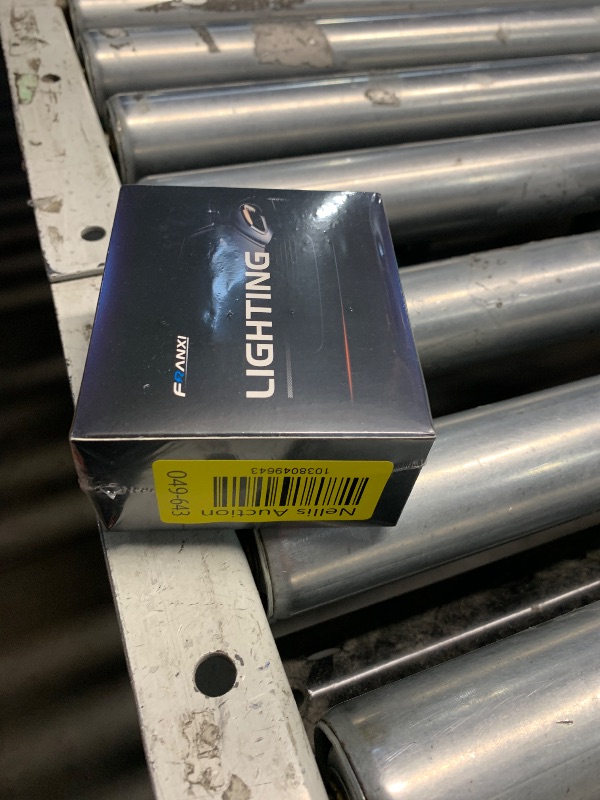 FRANXI
LIGHTING
Nellis Auction
1038049643
049-643